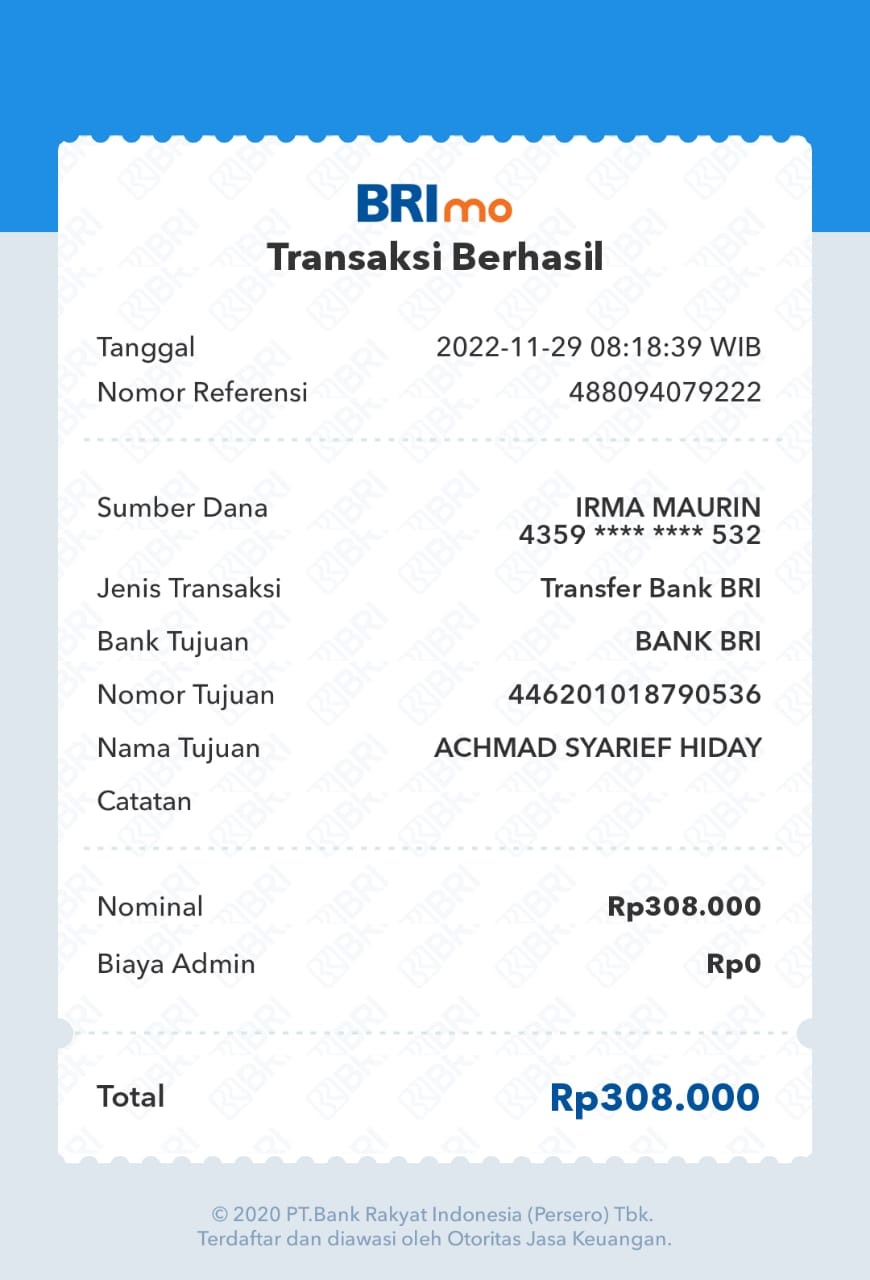 BRImo
Transaksi Berhasil
Tanggal 2022-11-29 08:18:39 WIB
Nomor Referensi 488094079222
Sumber Dana IRMA MAURIN
4359 **** **** 532
Jenis Transaksi Transfer Bank BRI
Bank Tujuan BANK BRI
Nomor Tujuan 446201018790536
Nama Tujuan ACHMAD SYARIEF HIDAY
Catatan
Nominal Rp308.000
Biaya Admin Rp0
Total Rp308.000
© 2020 PT.Bank Rakyat Indonesia (Persero) Tbk.
Terdaftar dan diawasi oleh Otoritas Jasa Keuangan.